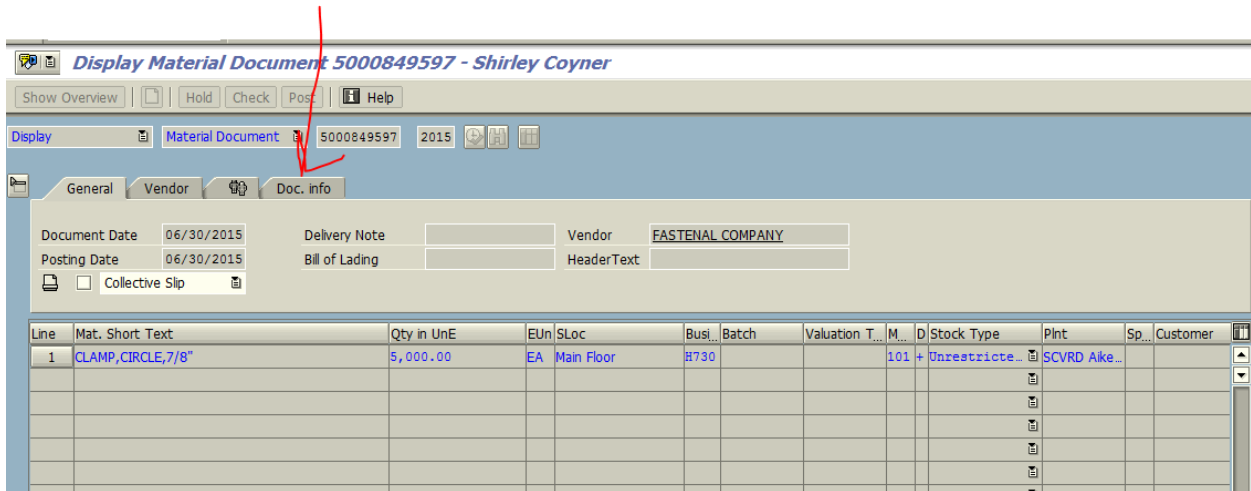 Display Material Document 5000849597 - Shirley Coyner
Show Overview Hold Check Post Help
Display Material Document 5000849597 2015
General Vendor Doc. info
Document Date 06/30/2015 Delivery Note Vendor FASTENAL COMPANY
Posting Date 06/30/2015 Bill of Lading HeaderText
Collective Slip
Line Mat. Short Text Qty in UnE EUn SLoc Busi... Batch Valuation T... M... D Stock Type Plnt Sp... Customer
1 CLAMP,CIRCLE,7/8" 5,000.00 EA Main Floor H730 101 + Unrestricte... SCVRD Aike...